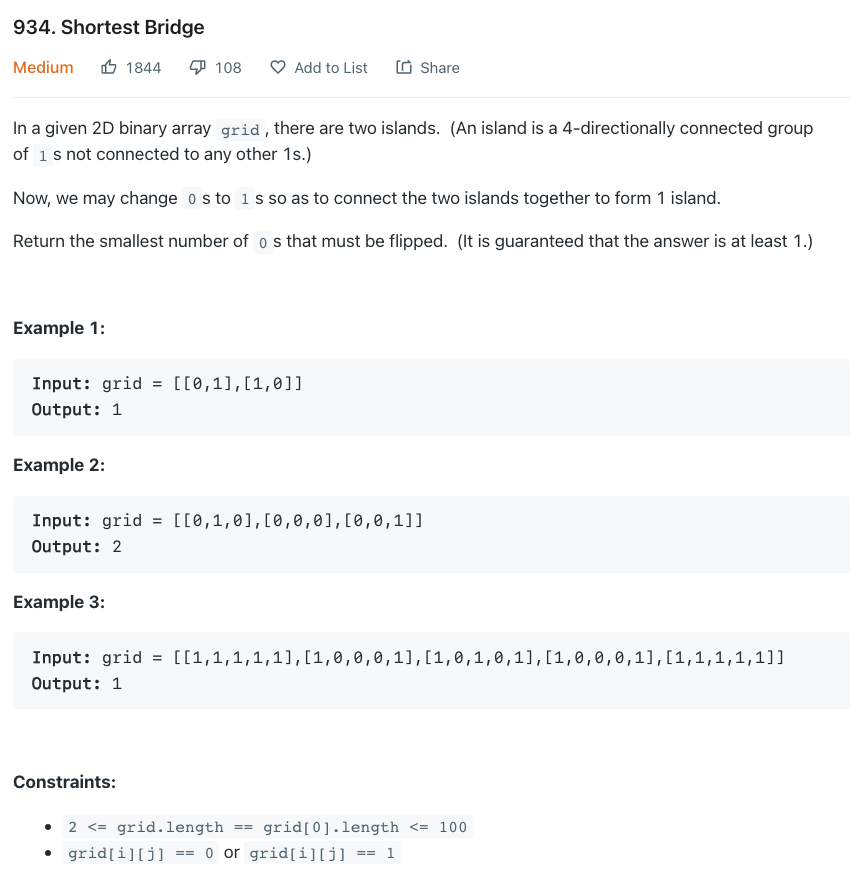 934. Shortest Bridge
Medium 1844 108 Add to List Share
In a given 2D binary array grid, there are two islands. (An island is a 4-directionally connected group
of 1s not connected to any other 1s.)
Now, we may change 0s to 1s so as to connect the two islands together to form 1 island.
Return the smallest number of 0s that must be flipped. (It is guaranteed that the answer is at least 1.)
Example 1:
Input: grid = [[0,1],[1,0]]
Output: 1
Example 2:
Input: grid = [[0,1,0],[0,0,0],[0,0,1]]
Output: 2
Example 3:
Input: grid = [[1,1,1,1,1],[1,0,0,0,1],[1,0,1,0,1],[1,0,0,0,1],[1,1,1,1,1]]
Output: 1
Constraints:
• 2 <= grid.length == grid[0].length <= 100
• grid[i][j] == 0 or grid[i][j] == 1